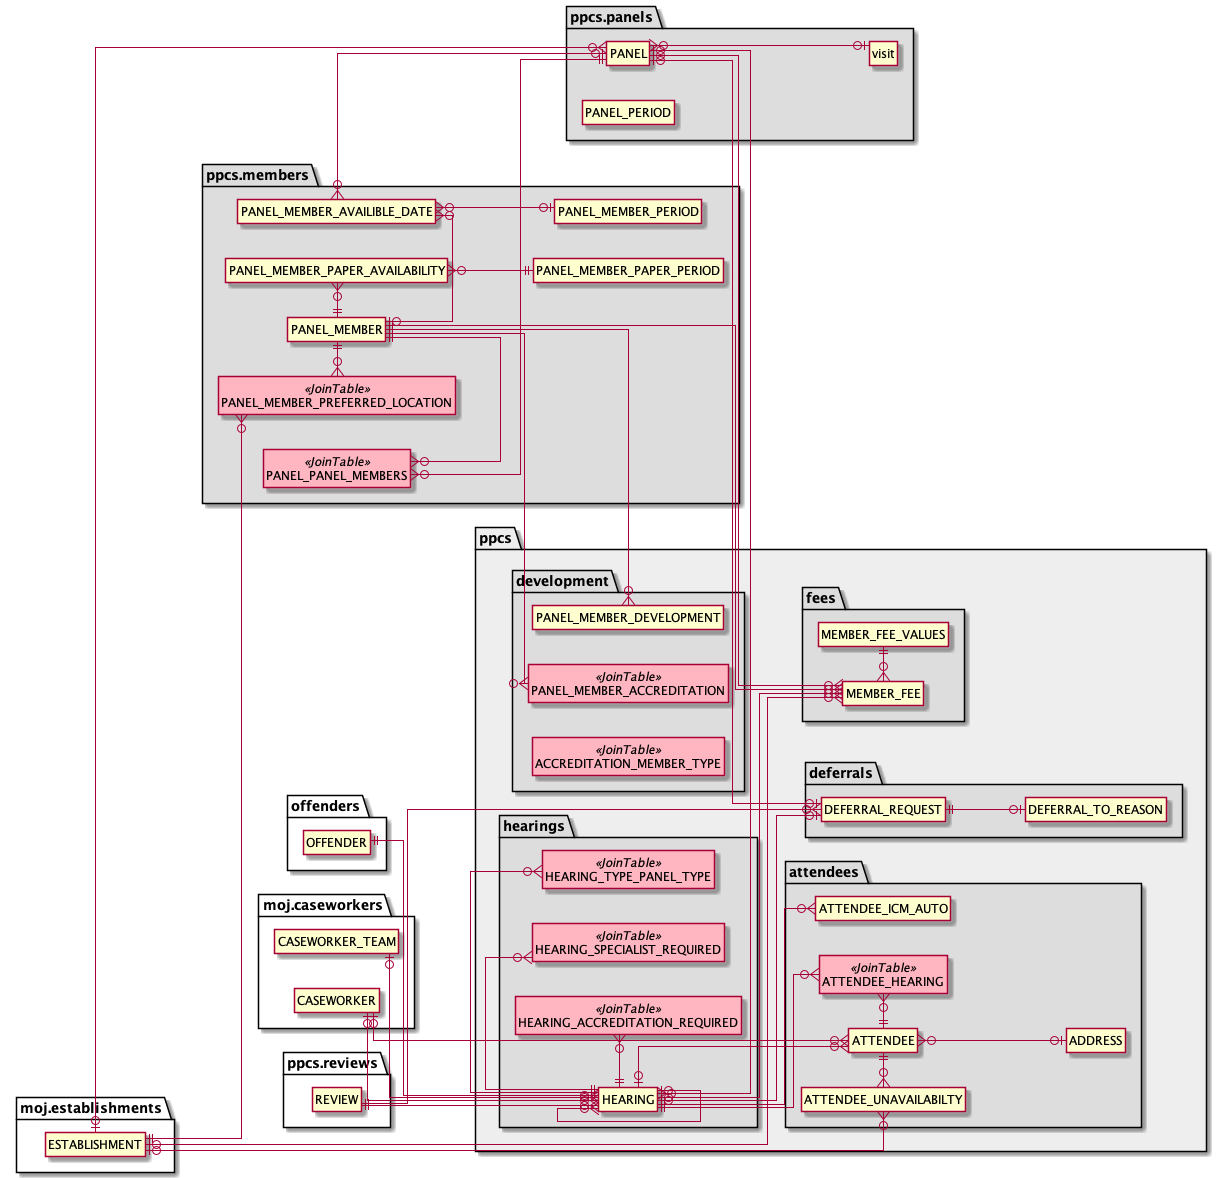 ppcs.panels
PANEL
visit
PANEL_PERIOD
ppcs.members
PANEL_MEMBER_AVAILIBLE_DATE
PANEL_MEMBER_PERIOD
PANEL_MEMBER_PAPER_AVAILABILITY
PANEL_MEMBER_PAPER_PERIOD
PANEL_MEMBER
«JoinTable»
PANEL_MEMBER_PREFERRED_LOCATION
«JoinTable»
PANEL_PANEL_MEMBERS
ppcs
development
PANEL_MEMBER_DEVELOPMENT
«JoinTable»
PANEL_MEMBER_ACCREDITATION
«JoinTable»
ACCREDITATION_MEMBER_TYPE
fees
MEMBER_FEE_VALUES
MEMBER_FEE
deferrals
DEFERRAL_REQUEST
DEFERRAL_TO_REASON
offenders
OFFENDER
hearings
«JoinTable»
HEARING_TYPE_PANEL_TYPE
«JoinTable»
HEARING_SPECIALIST_REQUIRED
«JoinTable»
HEARING_ACCREDITATION_REQUIRED
HEARING
attendees
ATTENDEE_ICM_AUTO
«JoinTable»
ATTENDEE_HEARING
ATTENDEE
ADDRESS
ATTENDEE_UNAVAILABILTY
moj.caseworkers
CASEWORKER_TEAM
CASEWORKER
ppcs.reviews
REVIEW
moj.establishments
ESTABLISHMENT